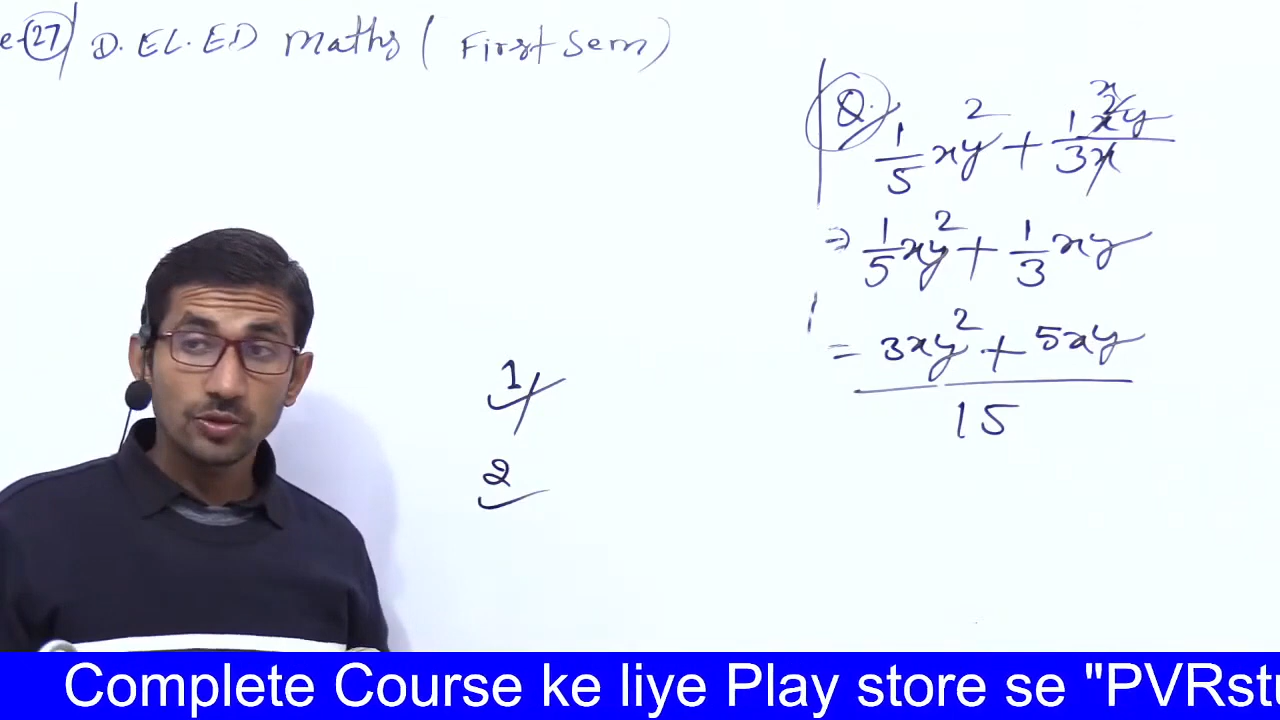 e-27 D.EL.ED Maths ( First Sem)
Q. 1/5 xy² + 1x²y/3x
x
⇒ 1/5 xy² + 1/3 xy
= 3xy² + 5xy / 15
1
2
Complete Course ke liye Play store se "PVRstu